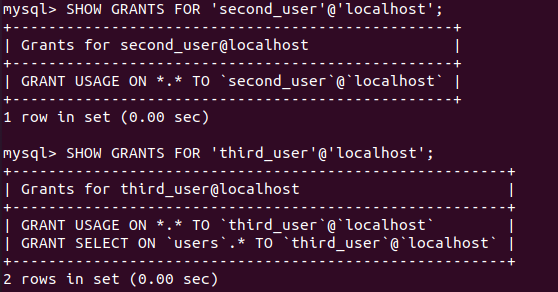 mysql> SHOW GRANTS FOR 'second_user'@'localhost';
+-------------------------------------------------+
| Grants for second_user@localhost                |
+-------------------------------------------------+
| GRANT USAGE ON *.* TO `second_user`@`localhost` |
+-------------------------------------------------+
1 row in set (0.00 sec)
mysql> SHOW GRANTS FOR 'third_user'@'localhost';
+-------------------------------------------------------+
| Grants for third_user@localhost                       |
+-------------------------------------------------------+
| GRANT USAGE ON *.* TO `third_user`@`localhost`        |
| GRANT SELECT ON `users`.* TO `third_user`@`localhost` |
+-------------------------------------------------------+
2 rows in set (0.00 sec)